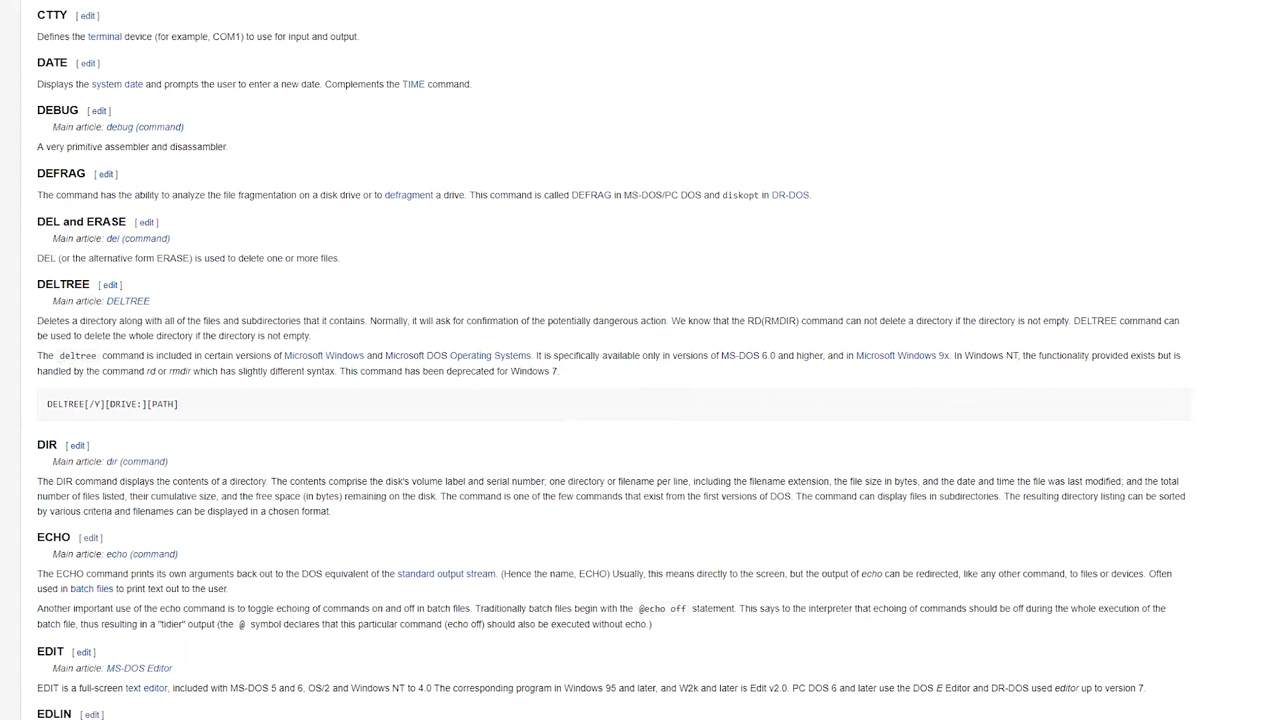 CTTY [ edit ]
Defines the terminal device (for example, COM1) to use for input and output.
DATE [ edit ]
Displays the system date and prompts the user to enter a new date. Complements the TIME command.
DEBUG [ edit ]
Main article: debug (command)
A very primitive assembler and disassembler.
DEFRAG [ edit ]
The command has the ability to analyze the file fragmentation on a disk drive or to defragment a drive. This command is called DEFRAG in MS-DOS/PC DOS and diskopt in DR-DOS.
DEL and ERASE [ edit ]
Main article: del (command)
DEL (or the alternative form ERASE) is used to delete one or more files.
DELTREE [ edit ]
Main article: DELTREE
Deletes a directory along with all of the files and subdirectories that it contains. Normally, it will ask for confirmation of the potentially dangerous action. We know that the RD(RMDIR) command can not delete a directory if the directory is not empty. DELTREE command can
be used to delete the whole directory if the directory is not empty.
The deltree command is included in certain versions of Microsoft Windows and Microsoft DOS Operating Systems. It is specifically available only in versions of MS-DOS 6.0 and higher, and in Microsoft Windows 9x. In Windows NT, the functionality provided exists but is
handled by the command rd or rmdir which has slightly different syntax. This command has been deprecated for Windows 7.
DELTREE[/Y][DRIVE:][PATH]
DIR [ edit ]
Main article: dir (command)
The DIR command displays the contents of a directory. The contents comprise the disk's volume label and serial number; one directory or filename per line, including the filename extension, the file size in bytes, and the date and time the file was last modified; and the total
number of files listed, their cumulative size, and the free space (in bytes) remaining on the disk. The command is one of the few commands that exist from the first versions of DOS. The command can display files in subdirectories. The resulting directory listing can be sorted
by various criteria and filenames can be displayed in a chosen format.
ECHO [ edit ]
Main article: echo (command)
The ECHO command prints its own arguments back out to the DOS equivalent of the standard output stream. (Hence the name, ECHO) Usually, this means directly to the screen, but the output of echo can be redirected, like any other command, to files or devices. Often
used in batch files to print text out to the user.
Another important use of the echo command is to toggle echoing of commands on and off in batch files. Traditionally batch files begin with the @echo off statement. This says to the interpreter that echoing of commands should be off during the whole execution of the
batch file, thus resulting in a "tidier" output (the @ symbol declares that this particular command (echo off) should also be executed without echo.)
EDIT [ edit ]
Main article: MS-DOS Editor
EDIT is a full-screen text editor, included with MS-DOS 5 and 6, OS/2 and Windows NT to 4.0 The corresponding program in Windows 95 and later, and W2k and later is Edit v2.0. PC DOS 6 and later use the DOS E Editor and DR-DOS used editor up to version 7.
EDLIN [ edit ]